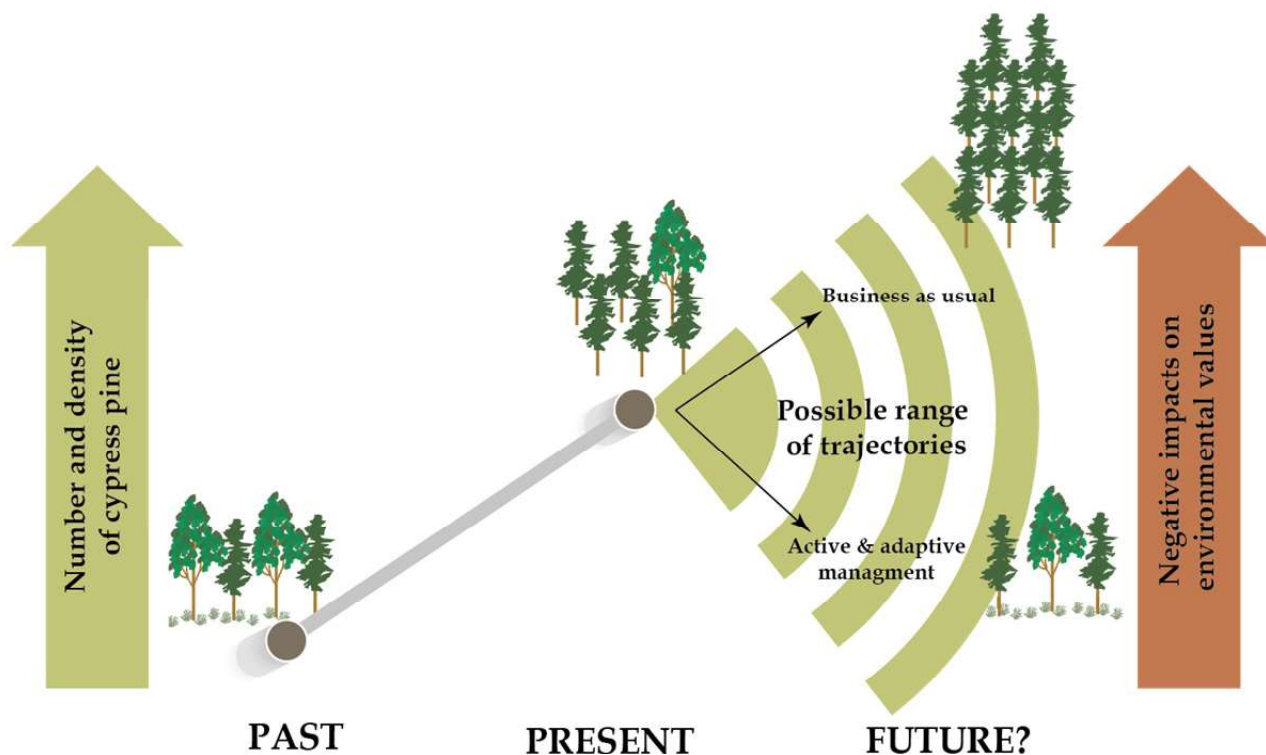 Number and density
of cypress pine
Business as usual
Possible range
of trajectories
Active & adaptive
managment
Negative impacts on
environmental values
PAST
PRESENT
FUTURE?